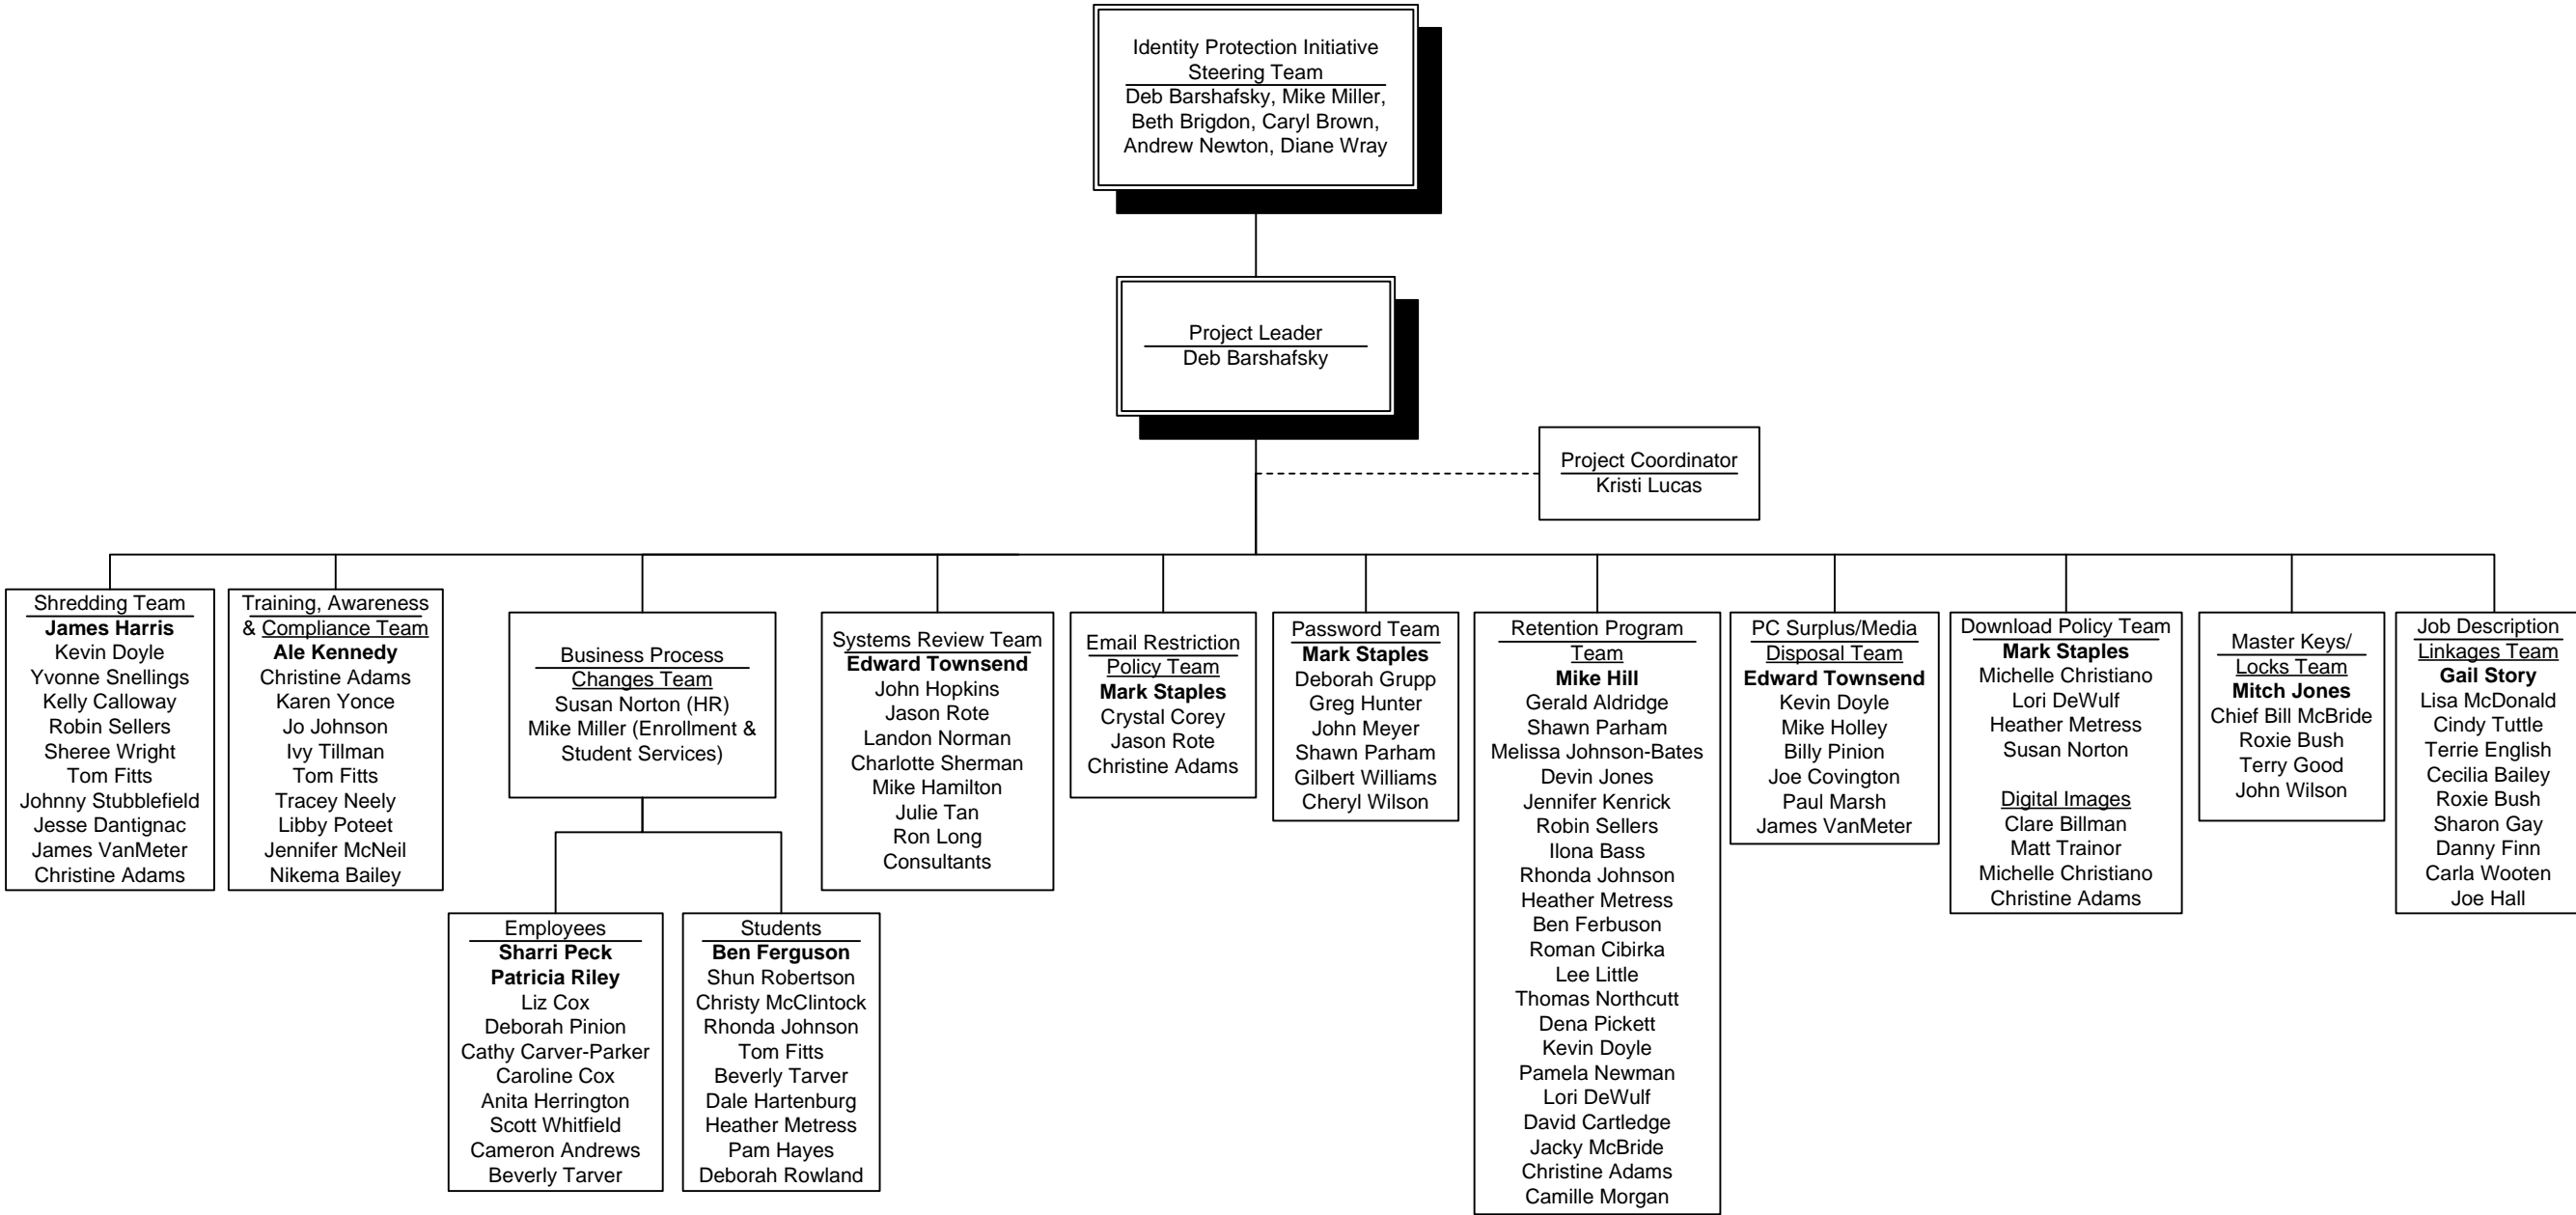 Identity Protection Initiative
Steering Team
Deb Barshafsky, Mike Miller,
Beth Brigdon, Caryl Brown,
Andrew Newton, Diane Wray
Project Leader
Deb Barshafsky
Project Coordinator
Kristi Lucas
Shredding Team
James Harris
Kevin Doyle
Yvonne Snellings
Kelly Calloway
Robin Sellers
Sheree Wright
Tom Fitts
Johnny Stubblefield
Jesse Dantignac
James VanMeter
Christine Adams
Training, Awareness
& Compliance Team
Ale Kennedy
Christine Adams
Karen Yonce
Jo Johnson
Ivy Tillman
Tom Fitts
Tracey Neely
Libby Poteet
Jennifer McNeil
Nikema Bailey
Business Process
Changes Team
Susan Norton (HR)
Mike Miller (Enrollment &
Student Services)
Employees
Sharri Peck
Patricia Riley
Liz Cox
Deborah Pinion
Cathy Carver-Parker
Caroline Cox
Anita Herrington
Scott Whitfield
Cameron Andrews
Beverly Tarver
Students
Ben Ferguson
Shun Robertson
Christy McClintock
Rhonda Johnson
Tom Fitts
Beverly Tarver
Dale Hartenburg
Heather Metress
Pam Hayes
Deborah Rowland
Systems Review Team
Edward Townsend
John Hopkins
Jason Rote
Landon Norman
Charlotte Sherman
Mike Hamilton
Julie Tan
Ron Long
Consultants
Email Restriction
Policy Team
Mark Staples
Crystal Corey
Jason Rote
Christine Adams
Password Team
Mark Staples
Deborah Grupp
Greg Hunter
John Meyer
Shawn Parham
Gilbert Williams
Cheryl Wilson
Retention Program
Team
Mike Hill
Gerald Aldridge
Shawn Parham
Melissa Johnson-Bates
Devin Jones
Jennifer Kenrick
Robin Sellers
Ilona Bass
Rhonda Johnson
Heather Metress
Ben Ferbuson
Roman Cibirka
Lee Little
Thomas Northcutt
Dena Pickett
Kevin Doyle
Pamela Newman
Lori DeWulf
David Cartledge
Jacky McBride
Christine Adams
Camille Morgan
PC Surplus/Media
Disposal Team
Edward Townsend
Kevin Doyle
Mike Holley
Billy Pinion
Joe Covington
Paul Marsh
James VanMeter
Download Policy Team
Mark Staples
Michelle Christiano
Lori DeWulf
Heather Metress
Susan Norton
Digital Images
Clare Billman
Matt Trainor
Michelle Christiano
Christine Adams
Master Keys/
Locks Team
Mitch Jones
Chief Bill McBride
Roxie Bush
Terry Good
John Wilson
Job Description
Linkages Team
Gail Story
Lisa McDonald
Cindy Tuttle
Terrie English
Cecilia Bailey
Roxie Bush
Sharon Gay
Danny Finn
Carla Wooten
Joe Hall